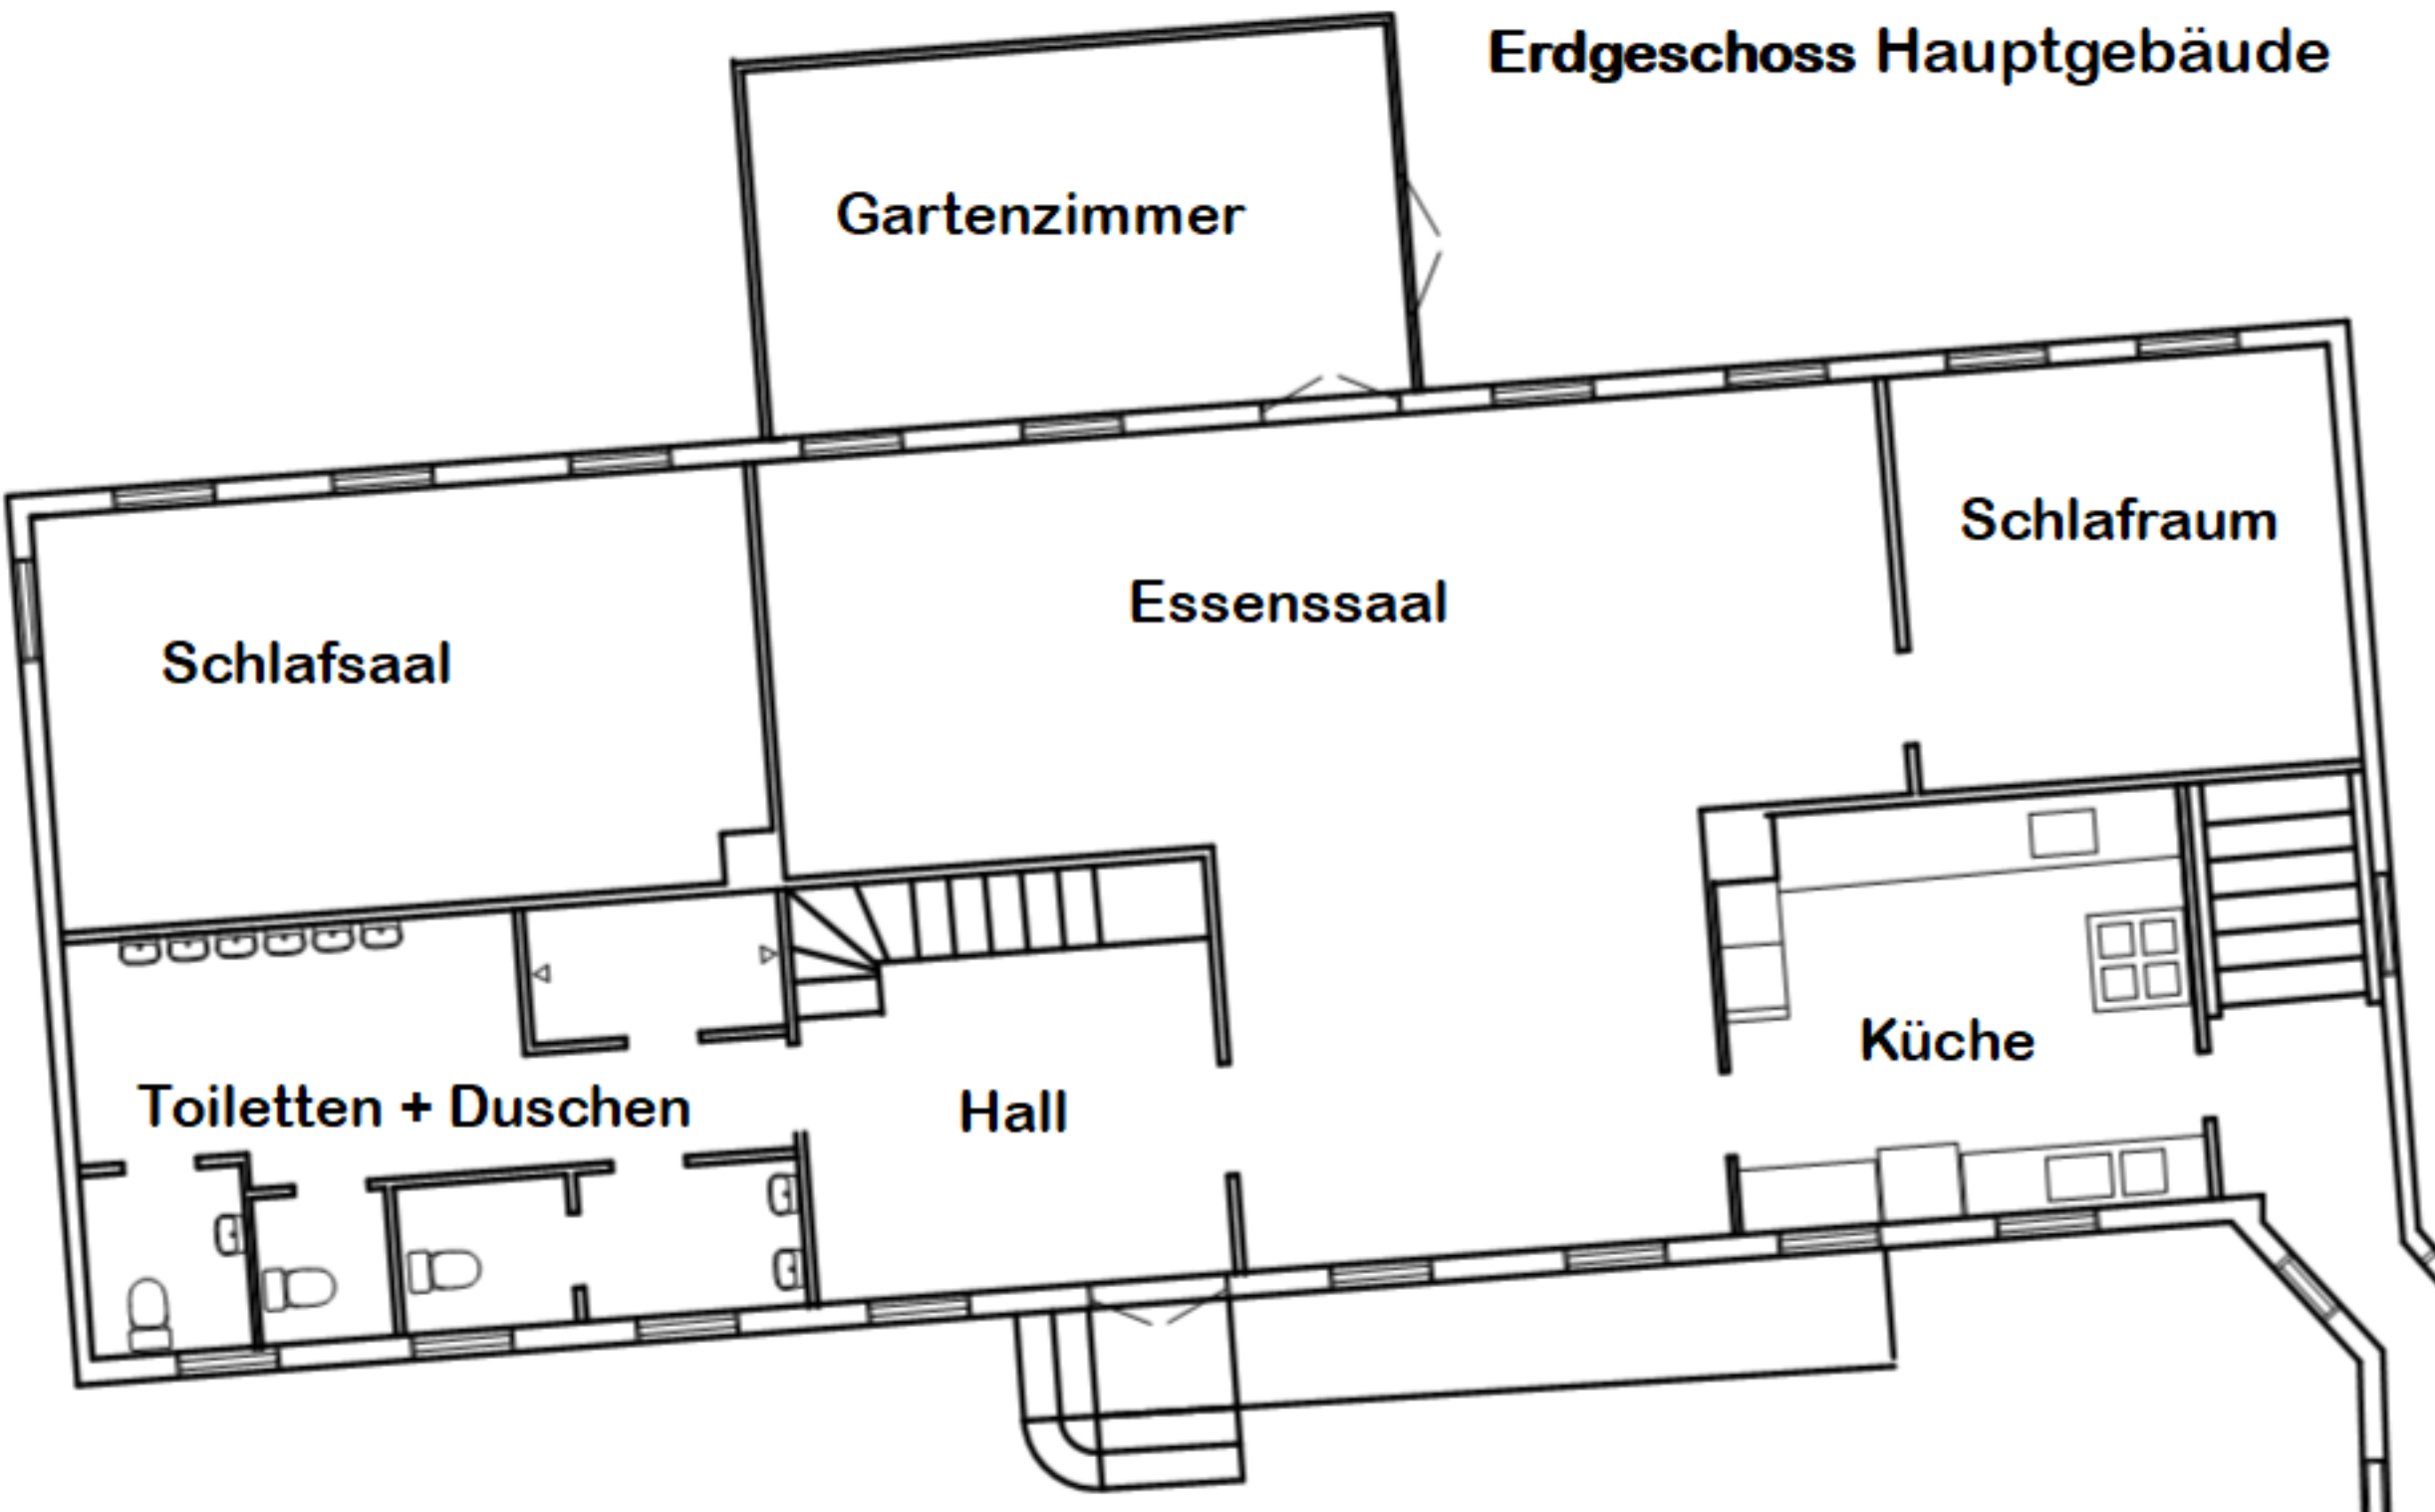 Erdgeschoss Hauptgebäude
Gartenzimmer
Schlafraum
Essenssaal
Schlafsaal
Küche
Toiletten + Duschen
Hall